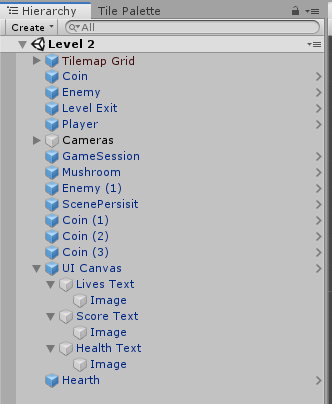 Hierarchy Tile Palette
Create All
Level 2
Tilemap Grid
Coin
Enemy
Level Exit
Player
Cameras
GameSession
Mushroom
Enemy (1)
ScenePersisit
Coin (1)
Coin (2)
Coin (3)
UI Canvas
Lives Text
Image
Score Text
Image
Health Text
Image
Hearth